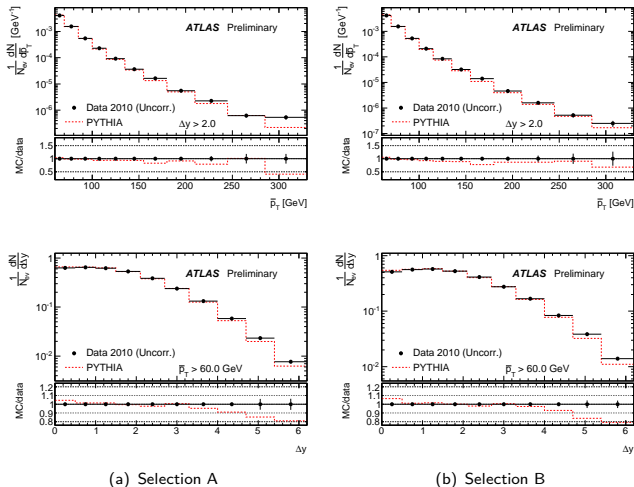 1/N_ev dN/dp̅_T [GeV⁻¹]
10⁻³
10⁻⁴
10⁻⁵
10⁻⁶
ATLAS Preliminary
Data 2010 (Uncorr.)
PYTHIA
Δy > 2.0
MC/data
1.5
1
0.5
100 150 200 250 300
p̅_T [GeV]
1/N_ev dN/dp̅_T [GeV⁻¹]
10⁻³
10⁻⁴
10⁻⁵
10⁻⁶
10⁻⁷
ATLAS Preliminary
Data 2010 (Uncorr.)
PYTHIA
Δy > 2.0
MC/data
1.5
1
0.5
100 150 200 250 300
p̅_T [GeV]
1/N_ev dN/dΔy
1
10⁻¹
10⁻²
ATLAS Preliminary
Data 2010 (Uncorr.)
PYTHIA
p̅_T > 60.0 GeV
MC/data
1.2
1.1
1
0.9
0.8
0 1 2 3 4 5 6
Δy
1/N_ev dN/dΔy
1
10⁻¹
10⁻²
ATLAS Preliminary
Data 2010 (Uncorr.)
PYTHIA
p̅_T > 60.0 GeV
MC/data
1.2
1.1
1
0.9
0.8
0 1 2 3 4 5 6
Δy
(a) Selection A
(b) Selection B